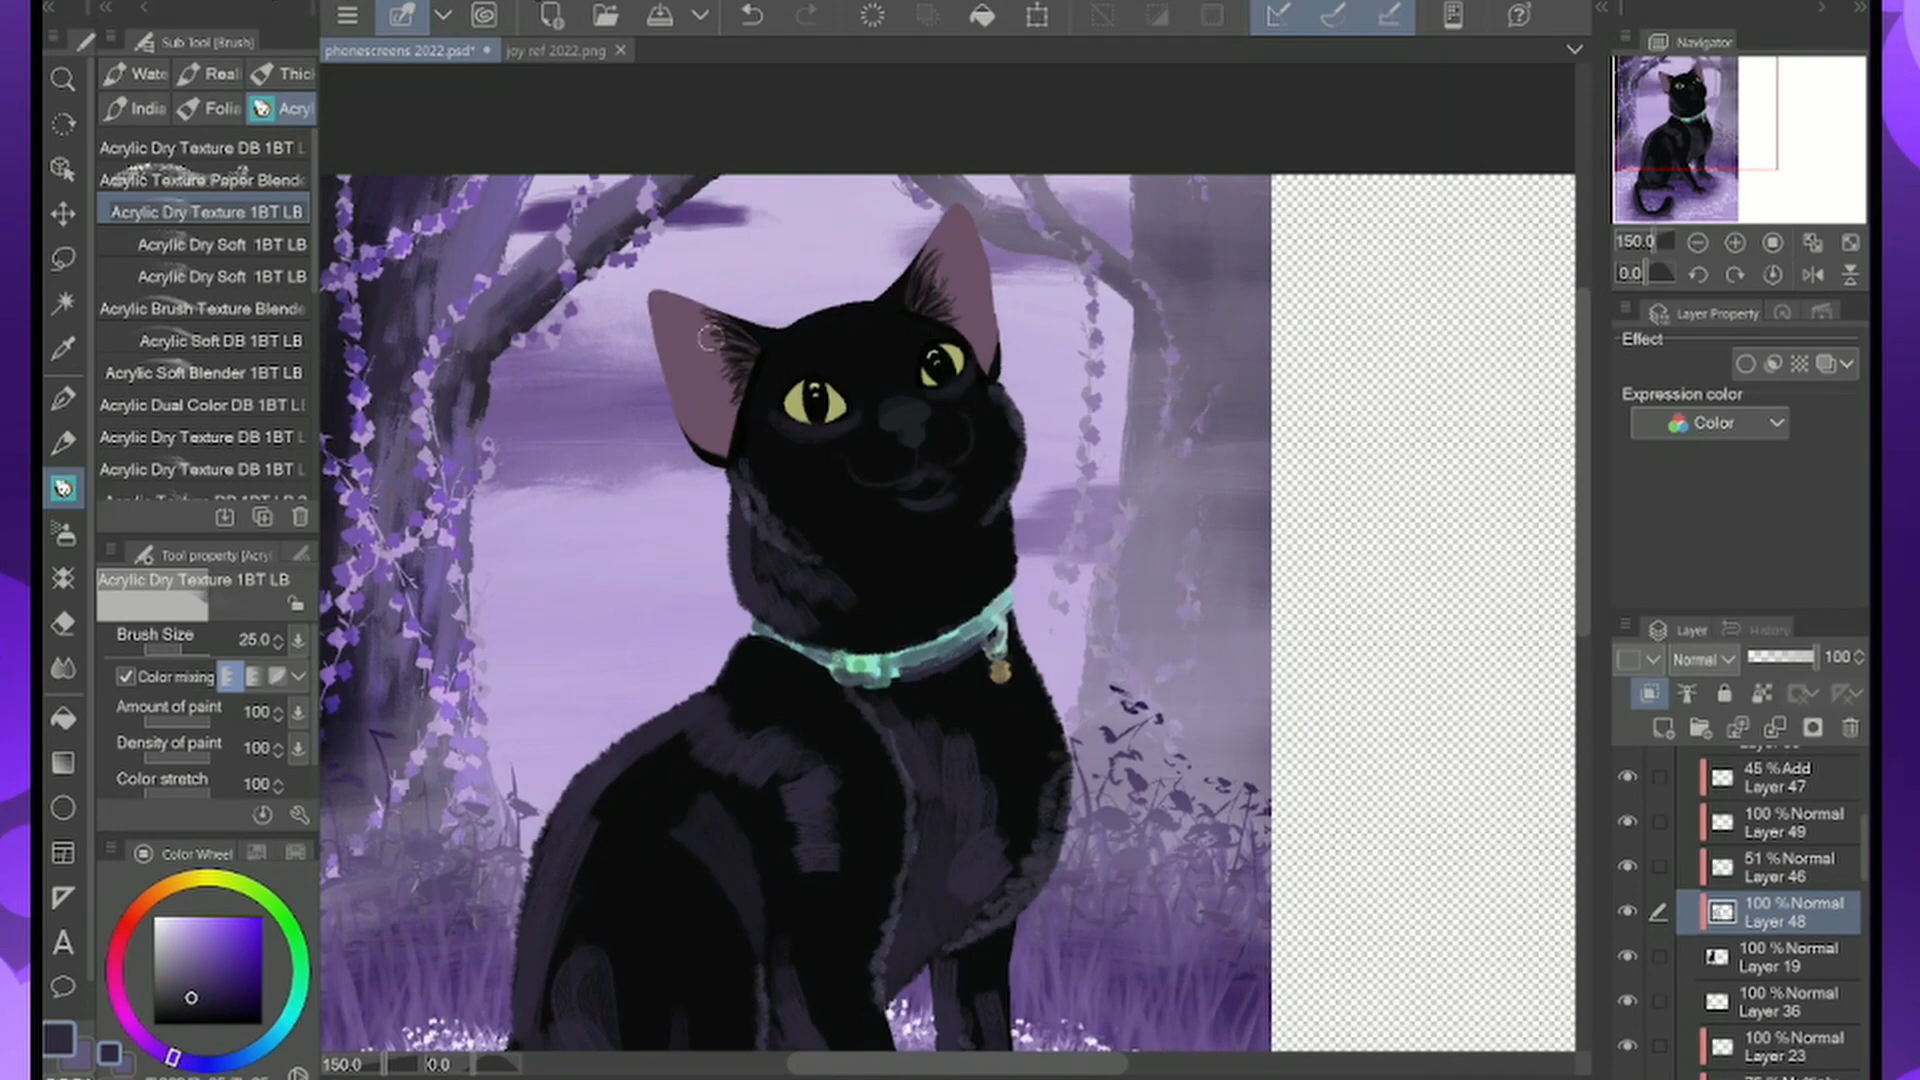 Sub Tool [Brush]
Wate
Real
Thick
India
Folia
Acryl
Acrylic Dry Texture DB 1BT L
Acrylic Texture Paper Blende
Acrylic Dry Texture 1BT LB
Acrylic Dry Soft 1BT LB
Acrylic Dry Soft 1BT LB
Acrylic Brush Texture Blende
Acrylic Soft DB 1BT LB
Acrylic Soft Blender 1BT LB
Acrylic Dual Color DB 1BT L
Acrylic Dry Texture DB 1BT L
Acrylic Dry Texture DB 1BT L
Tool property [Acryl
Acrylic Dry Texture 1BT LB
Brush Size 25.0
Color mixing
Amount of paint 100
Density of paint 100
Color stretch 100
Color Wheel
phonescreens 2022.psd*
joy ref 2022.png
150.0
0.0
Navigator
150.0
0.0
Layer Property
Effect
Expression color
Color
Layer
History
Normal
100
45 %Add
Layer 47
100 %Normal
Layer 49
51 %Normal
Layer 46
100 %Normal
Layer 48
100 %Normal
Layer 19
100 %Normal
Layer 36
100 %Normal
Layer 23